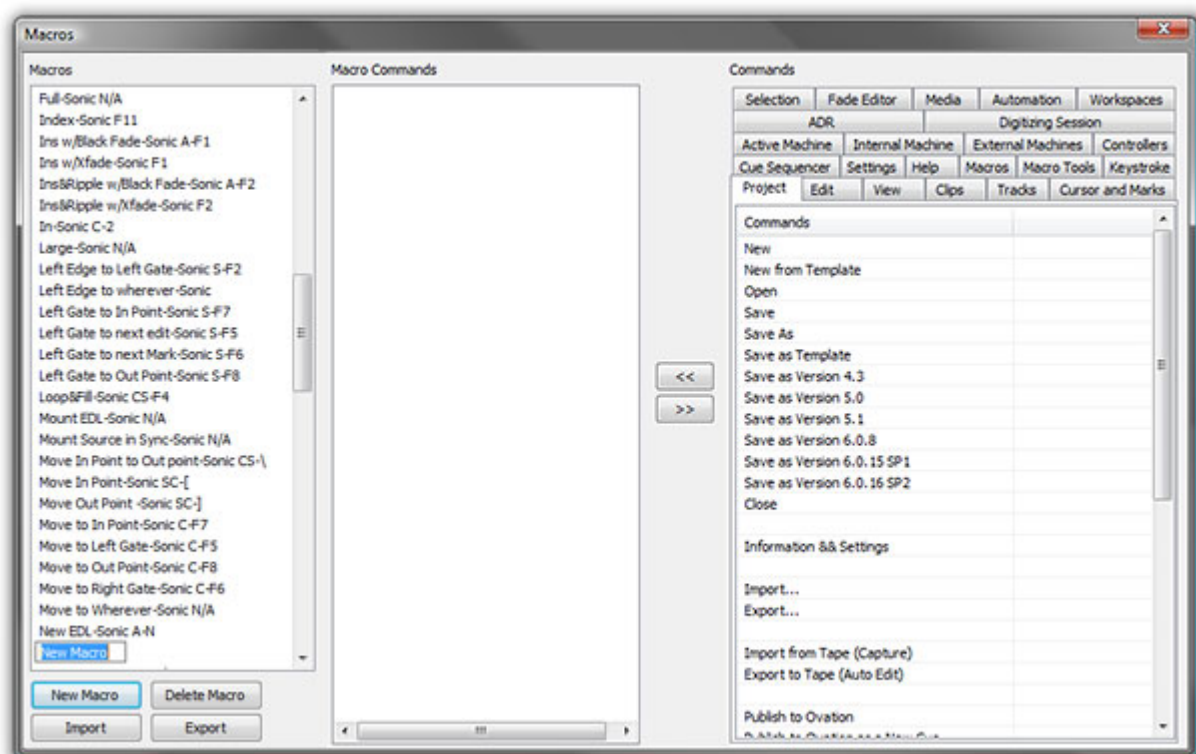 Macros
Macros
Full-Sonic N/A
Index-Sonic F11
Ins w/Black Fade-Sonic A-F1
Ins w/Xfade-Sonic F1
Ins&Ripple w/Black Fade-Sonic A-F2
Ins&Ripple w/Xfade-Sonic F2
In-Sonic C-2
Large-Sonic N/A
Left Edge to Left Gate-Sonic S-F2
Left Edge to wherever-Sonic
Left Gate to In Point-Sonic S-F7
Left Gate to next edit-Sonic S-F5
Left Gate to next Mark-Sonic S-F6
Left Gate to Out Point-Sonic S-F8
Loop&Fill-Sonic CS-F4
Mount EDL-Sonic N/A
Mount Source in Sync-Sonic N/A
Move In Point to Out point-Sonic CS-\
Move In Point-Sonic SC-[
Move Out Point -Sonic SC-]
Move to In Point-Sonic C-F7
Move to Left Gate-Sonic C-F5
Move to Out Point-Sonic C-F8
Move to Right Gate-Sonic C-F6
Move to Wherever-Sonic N/A
New EDL-Sonic A-N
New Macro
New Macro Delete Macro
Import Export
Macro Commands
<<
>>
Commands
Selection Fade Editor Media Automation Workspaces
ADR Digitizing Session
Active Machine Internal Machine External Machines Controllers
Cue Sequencer Settings Help Macros Macro Tools Keystroke
Project Edit View Clips Tracks Cursor and Marks
Commands
New
New from Template
Open
Save
Save As
Save as Template
Save as Version 4.3
Save as Version 5.0
Save as Version 5.1
Save as Version 6.0.8
Save as Version 6.0.15 SP1
Save as Version 6.0.16 SP2
Close
Information && Settings
Import...
Export...
Import from Tape (Capture)
Export to Tape (Auto Edit)
Publish to Ovation
Publish to Ovation as a New Cue